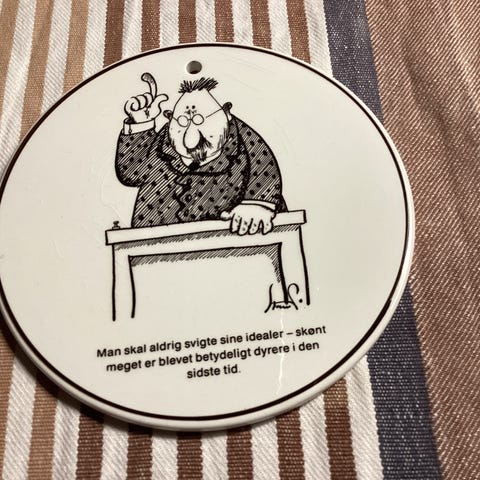 Man skal aldrig svigte sine idealer – skønt
meget er blevet betydeligt dyrere i den
sidste tid.